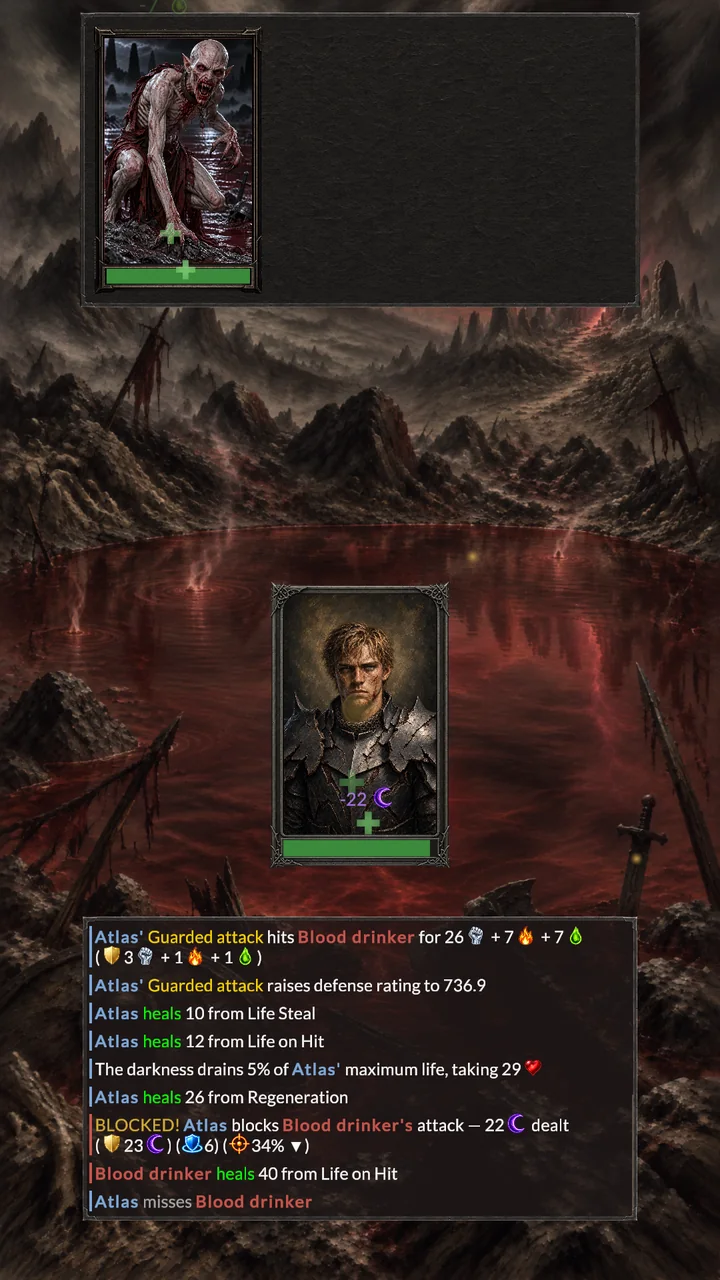 -7
-22
Atlas' Guarded attack hits Blood drinker for 26 + 7 + 7
( 3 + 1 + 1 )
Atlas' Guarded attack raises defense rating to 736.9
Atlas heals 10 from Life Steal
Atlas heals 12 from Life on Hit
The darkness drains 5% of Atlas' maximum life, taking 29
Atlas heals 26 from Regeneration
BLOCKED! Atlas blocks Blood drinker's attack — 22 dealt
( 23 ) ( 6) ( 34% ▼)
Blood drinker heals 40 from Life on Hit
Atlas misses Blood drinker